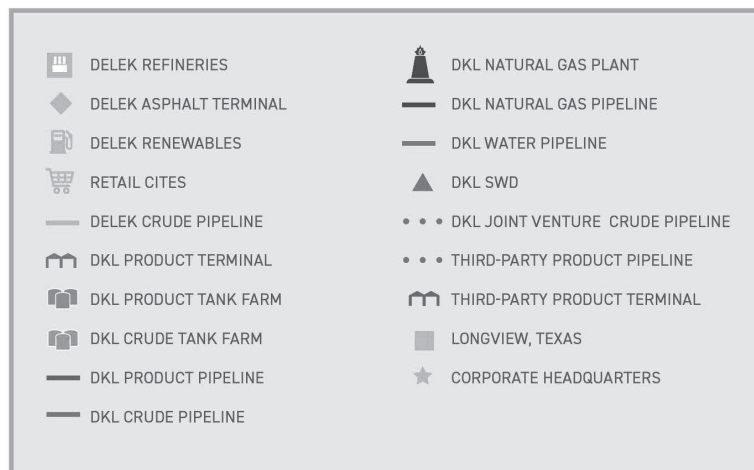 DELEK REFINERIES
DELEK ASPHALT TERMINAL
DELEK RENEWABLES
RETAIL CITES
DELEK CRUDE PIPELINE
DKL PRODUCT TERMINAL
DKL PRODUCT TANK FARM
DKL CRUDE TANK FARM
DKL PRODUCT PIPELINE
DKL CRUDE PIPELINE
DKL NATURAL GAS PLANT
DKL NATURAL GAS PIPELINE
DKL WATER PIPELINE
DKL SWD
DKL JOINT VENTURE CRUDE PIPELINE
THIRD-PARTY PRODUCT PIPELINE
THIRD-PARTY PRODUCT TERMINAL
LONGVIEW, TEXAS
CORPORATE HEADQUARTERS